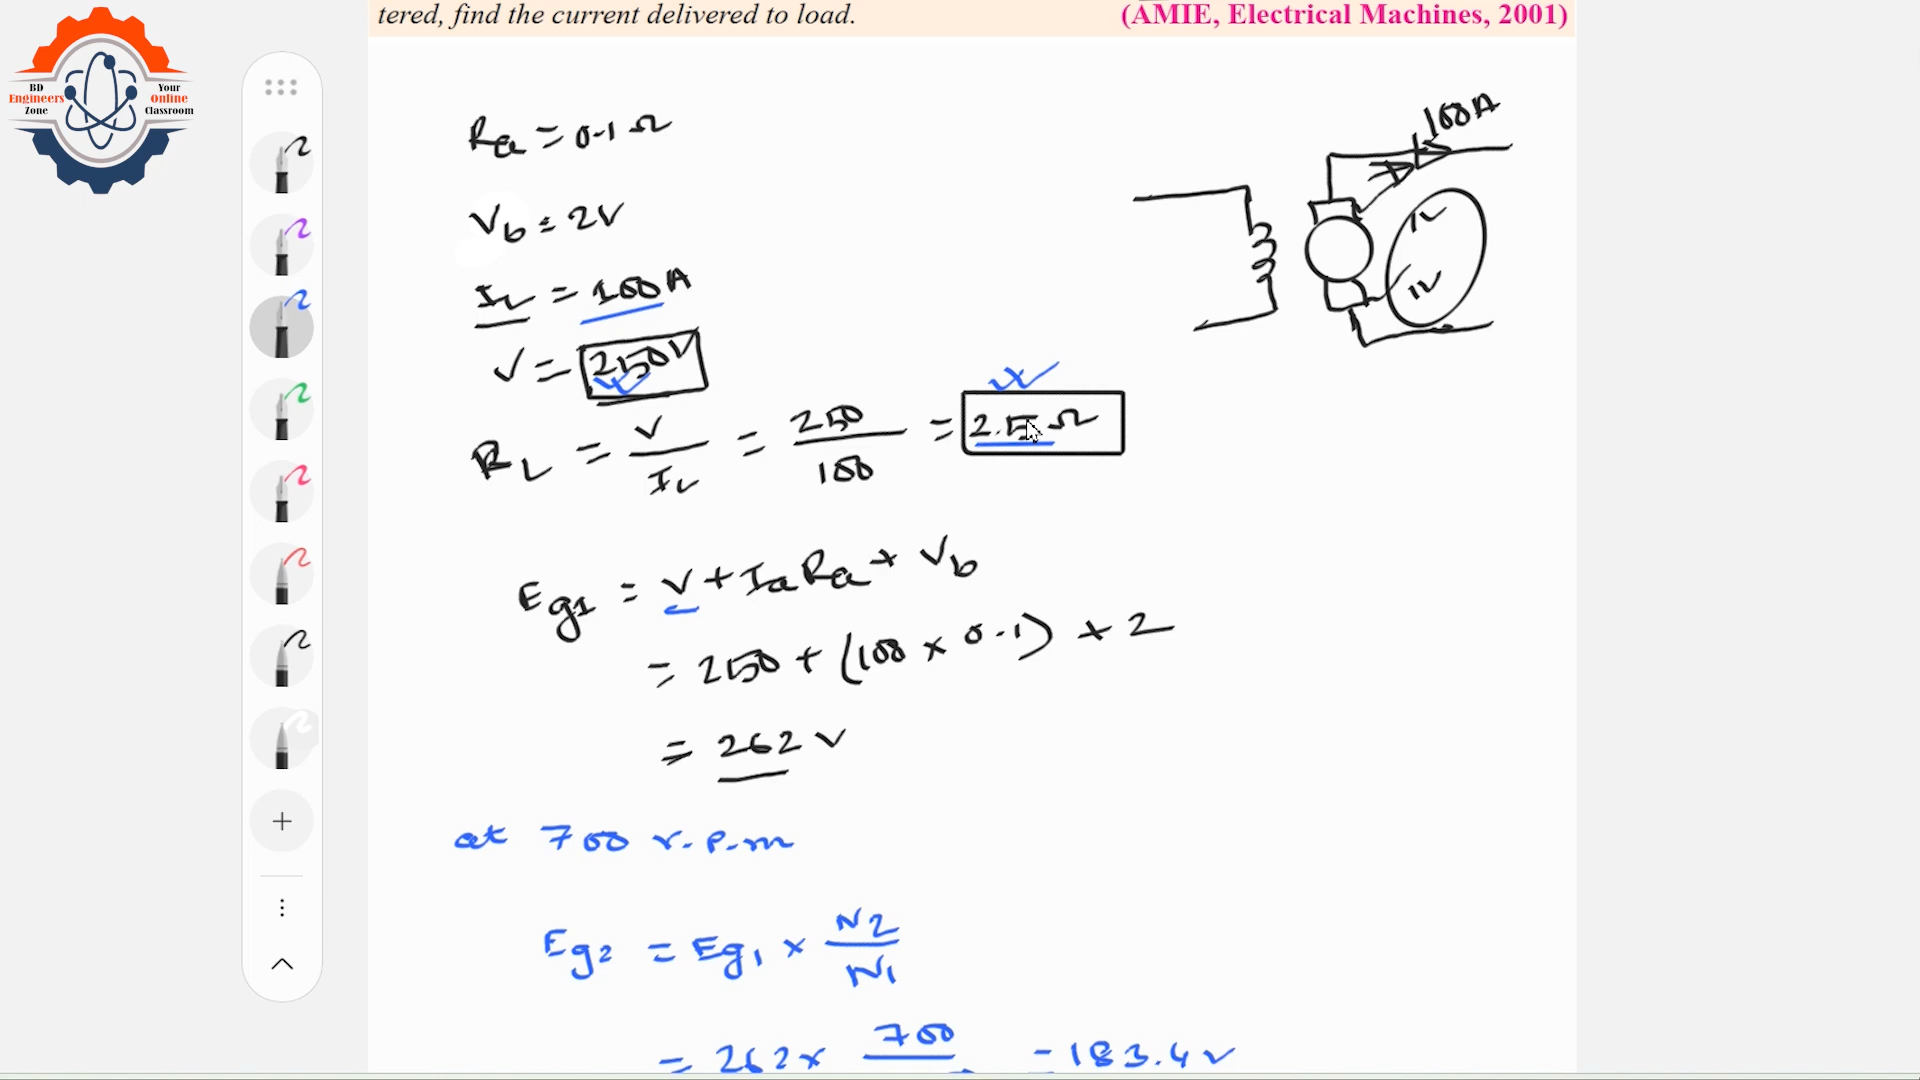 tered, find the current delivered to load. (AMIE, Electrical Machines, 2001)
BD Engineers Zone
Your Online Classroom
Ra = 0.1 Ω
Vb = 2V
IL = 100A
V = 250V
RL = V/IL = 250/100 = 2.5 Ω
100A
1V
1V
Eg1 = V + IaRa + Vb
= 250 + (100 × 0.1) + 2
= 262 V
at 700 r.p.m
Eg2 = Eg1 × N2/N1
= 262 × 700 = 183.4 V